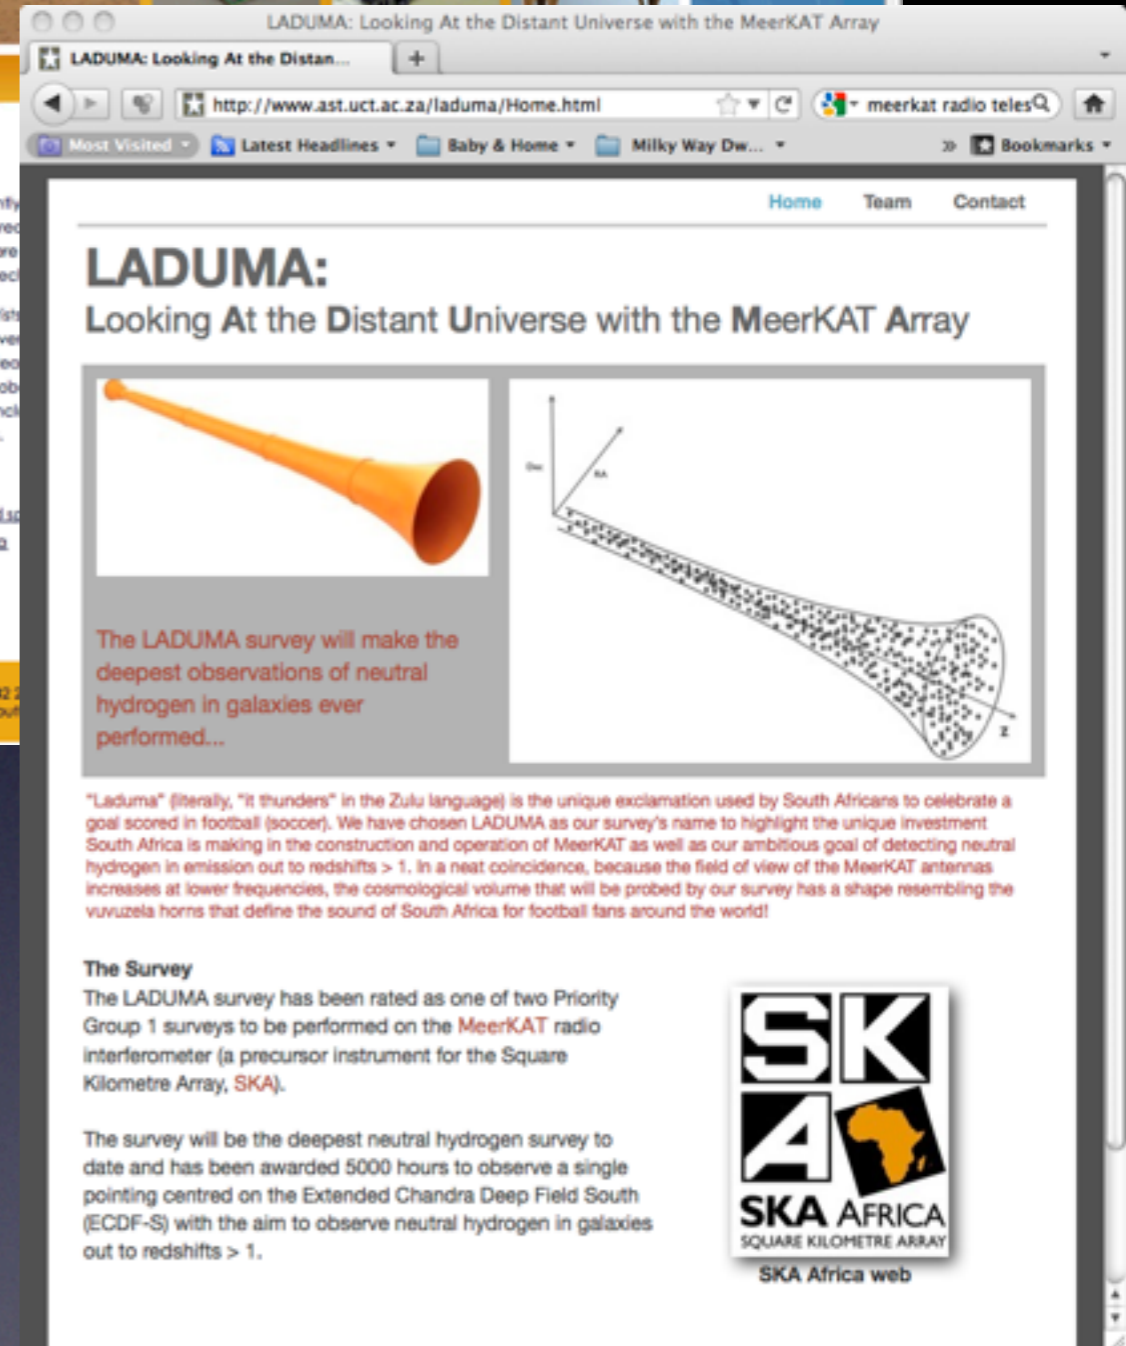 LADUMA: Looking At the Distant Universe with the MeerKAT Array
LADUMA: Looking At the Distan...
http://www.ast.uct.ac.za/laduma/Home.html
meerkat radio teles
Most Visited
Latest Headlines
Baby & Home
Milky Way Dw...
Bookmarks
Home Team Contact
LADUMA:
Looking At the Distant Universe with the MeerKAT Array
Dec
RA
Z
The LADUMA survey will make the
deepest observations of neutral
hydrogen in galaxies ever
performed...
"Laduma" (literally, "it thunders" in the Zulu language) is the unique exclamation used by South Africans to celebrate a
goal scored in football (soccer). We have chosen LADUMA as our survey's name to highlight the unique investment
South Africa is making in the construction and operation of MeerKAT as well as our ambitious goal of detecting neutral
hydrogen in emission out to redshifts > 1. In a neat coincidence, because the field of view of the MeerKAT antennas
increases at lower frequencies, the cosmological volume that will be probed by our survey has a shape resembling the
vuvuzela horns that define the sound of South Africa for football fans around the world!
The Survey
The LADUMA survey has been rated as one of two Priority
Group 1 surveys to be performed on the MeerKAT radio
interferometer (a precursor instrument for the Square
Kilometre Array, SKA).
The survey will be the deepest neutral hydrogen survey to
date and has been awarded 5000 hours to observe a single
pointing centred on the Extended Chandra Deep Field South
(ECDF-S) with the aim to observe neutral hydrogen in galaxies
out to redshifts > 1.
SK
A
SKA AFRICA
SQUARE KILOMETRE ARRAY
SKA Africa web